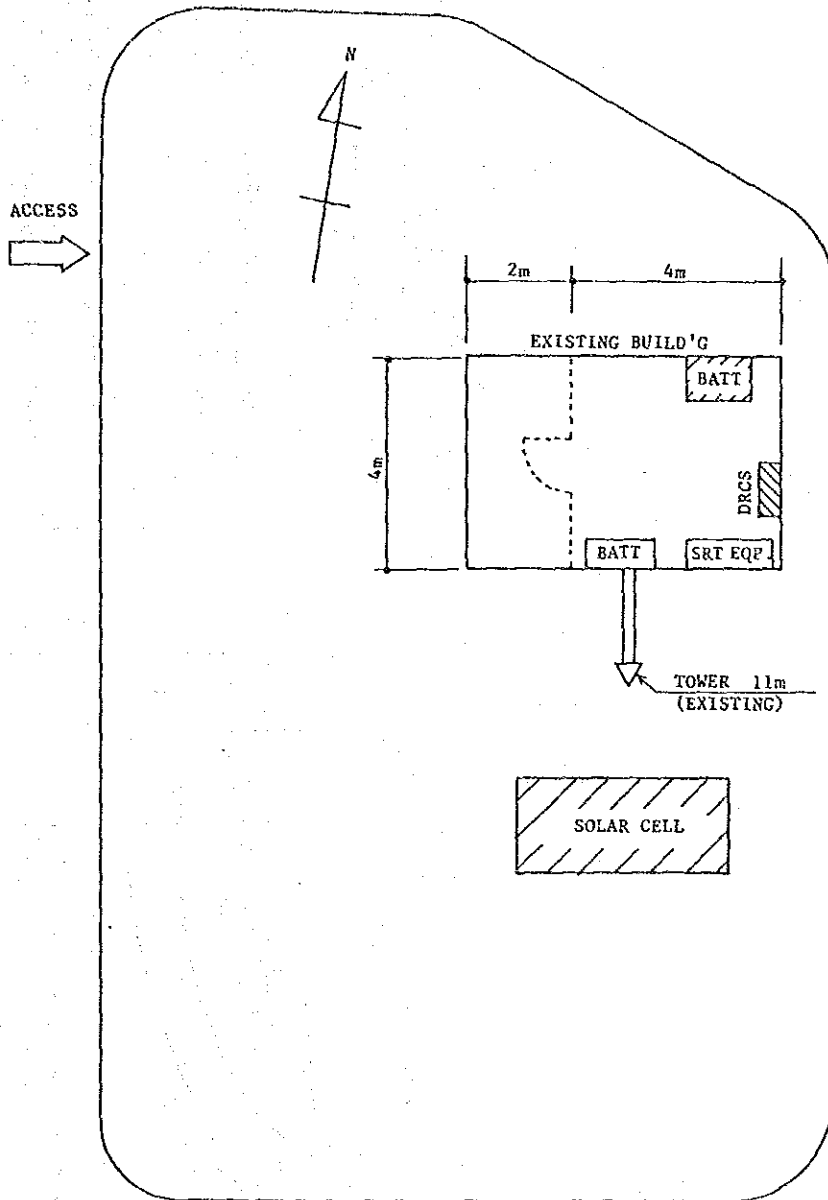 N
ACCESS
2m
4m
EXISTING BUILD'G
BATT
4m
DRCS
BATT
SRT EQP.
TOWER 11m
(EXISTING)
SOLAR CELL